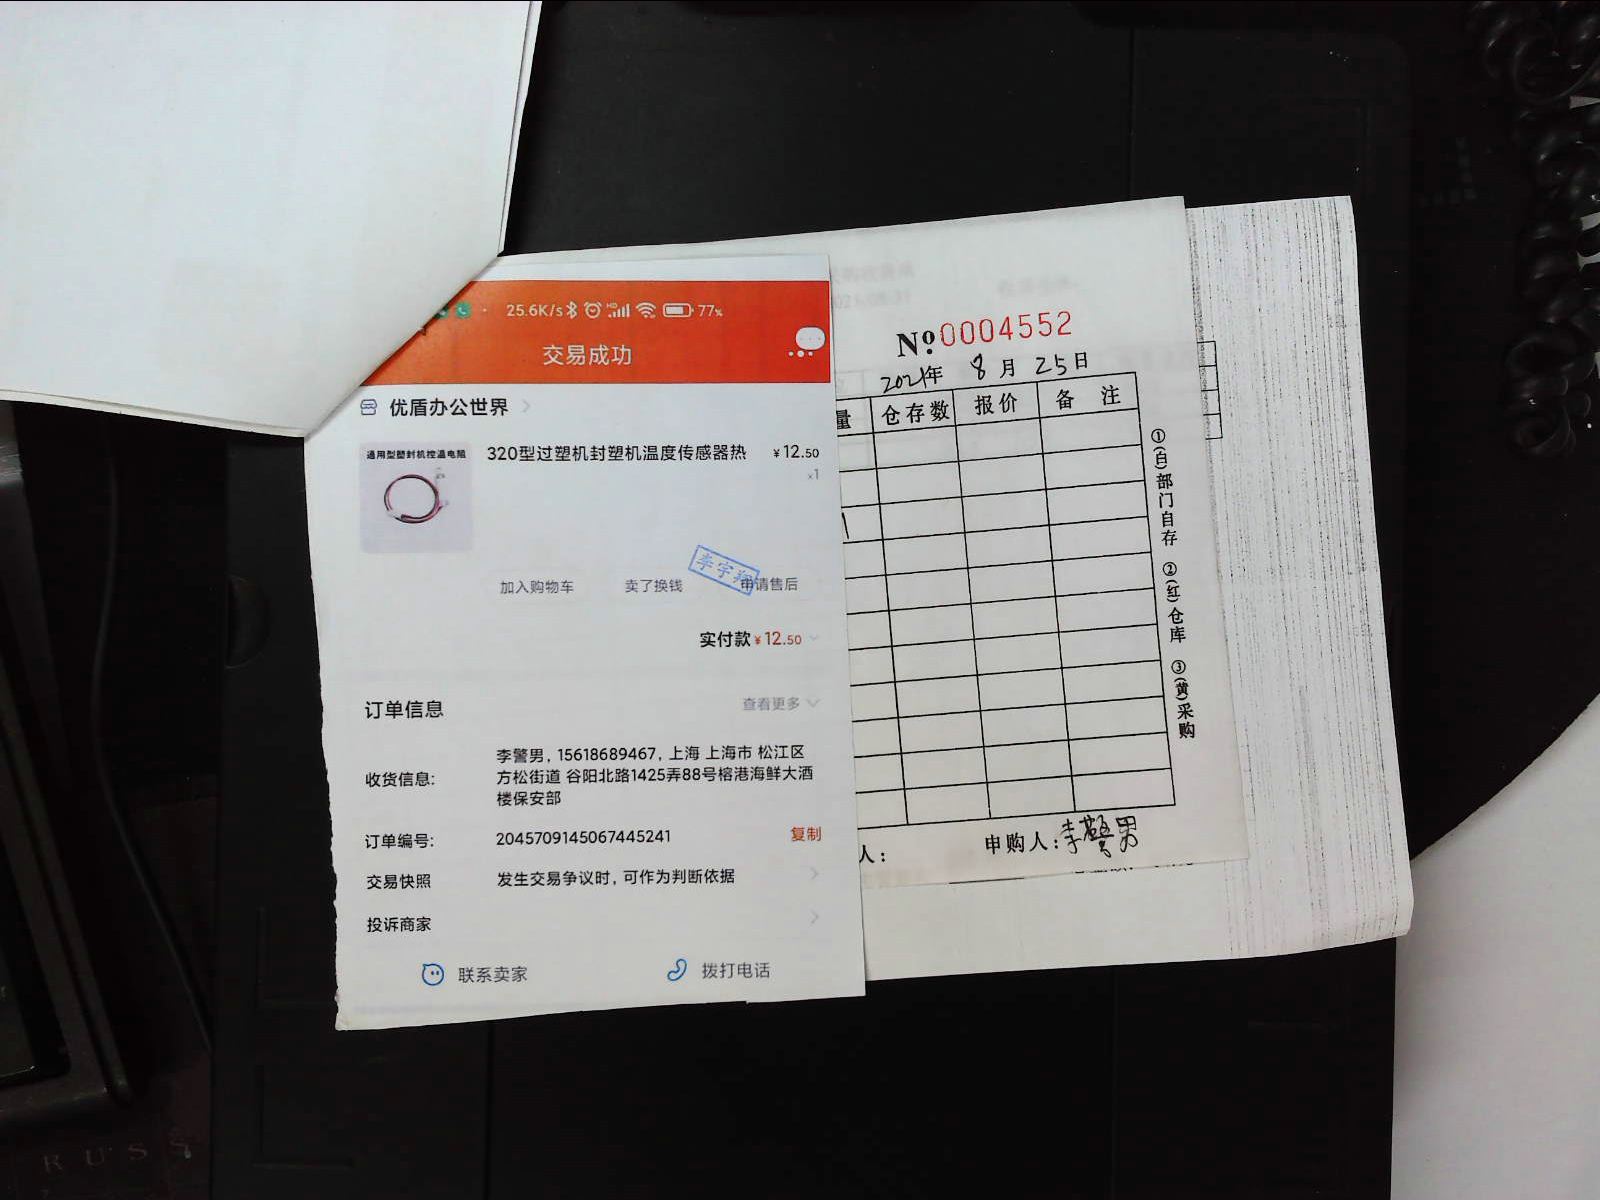 25.6K/s HD 77%
交易成功
优盾办公世界
通用型塑封机控温电阻
320型过塑机封塑机温度传感器热 ¥12.50
x1
李宇翔
加入购物车 卖了换钱 申请售后
实付款 ¥12.50
订单信息 查看更多
收货信息: 李警男, 15618689467, 上海 上海市 松江区
方松街道 谷阳北路1425弄88号榕港海鲜大酒
楼保安部
订单编号: 2045709145067445241 复制
交易快照 发生交易争议时, 可作为判断依据
投诉商家
联系卖家 拨打电话
№ 0004552
2021年 8月 25日
量 仓存数 报价 备注
1
人: 申购人: 李警男
①(白)部门自存 ②(红)仓库 ③(黄)采购
RUSS